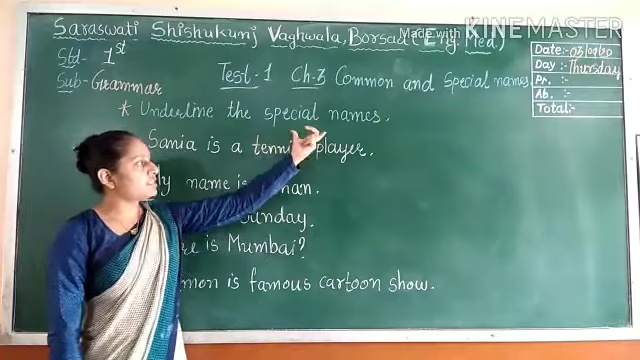 Saraswati Shishukunj Vaghwala, Borsad (Eng. Med.)
Made with KINEMASTER
Std- 1st
Date:- 03/09/20
Day :- Thursday
Pr. :-
Ab. :-
Total:-
Sub- Grammar
Test-1 Ch-3 Common and Special names
* Underline the special names.
Sania is a tennis player.
name is
Sunday.
is Mumbai?
is famous cartoon show.